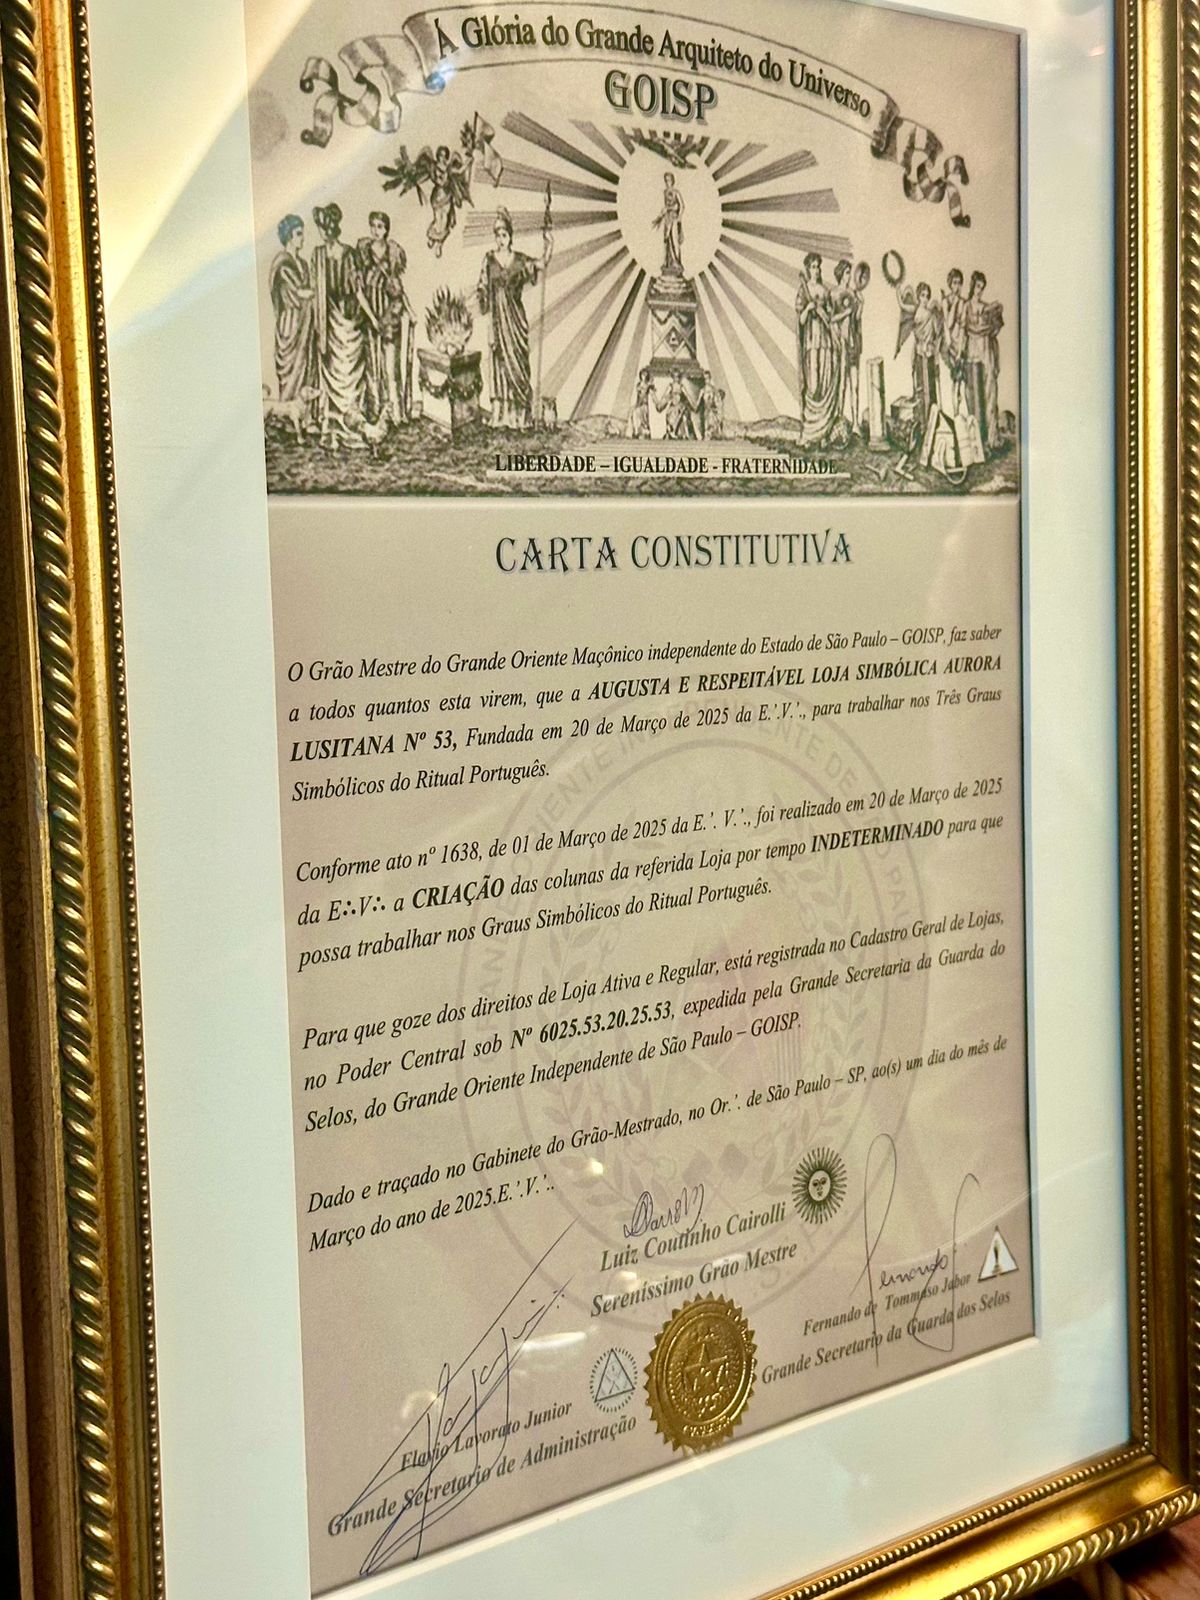 À Glória do Grande Arquiteto do Universo
GOISP
LIBERDADE – IGUALDADE - FRATERNIDADE
CARTA CONSTITUTIVA
O Grão Mestre do Grande Oriente Maçônico independente do Estado de São Paulo – GOISP, faz saber
a todos quantos esta virem, que a AUGUSTA E RESPEITÁVEL LOJA SIMBÓLICA AURORA
LUSITANA Nº 53, Fundada em 20 de Março de 2025 da E.'.V.'., para trabalhar nos Três Graus
Simbólicos do Ritual Português.
Conforme ato nº 1638, de 01 de Março de 2025 da E.'. V.'., foi realizado em 20 de Março de 2025
da E∴V∴ a CRIAÇÃO das colunas da referida Loja por tempo INDETERMINADO para que
possa trabalhar nos Graus Simbólicos do Ritual Português.
Para que goze dos direitos de Loja Ativa e Regular, está registrada no Cadastro Geral de Lojas,
no Poder Central sob Nº 6025.53.20.25.53, expedida pela Grande Secretaria da Guarda do
Selos, do Grande Oriente Independente de São Paulo – GOISP.
Dado e traçado no Gabinete do Grão-Mestrado, no Or.'. de São Paulo – SP, ao(s) um dia do mês de
Março do ano de 2025.E.'.V.'..
Luiz Coutinho Cairolli
Sereníssimo Grão Mestre
Fernando
Fernando de Tommaso Jabor
Grande Secretario da Guarda dos Selos
Flavio Lavorato Junior
Grande Secretario de Administração